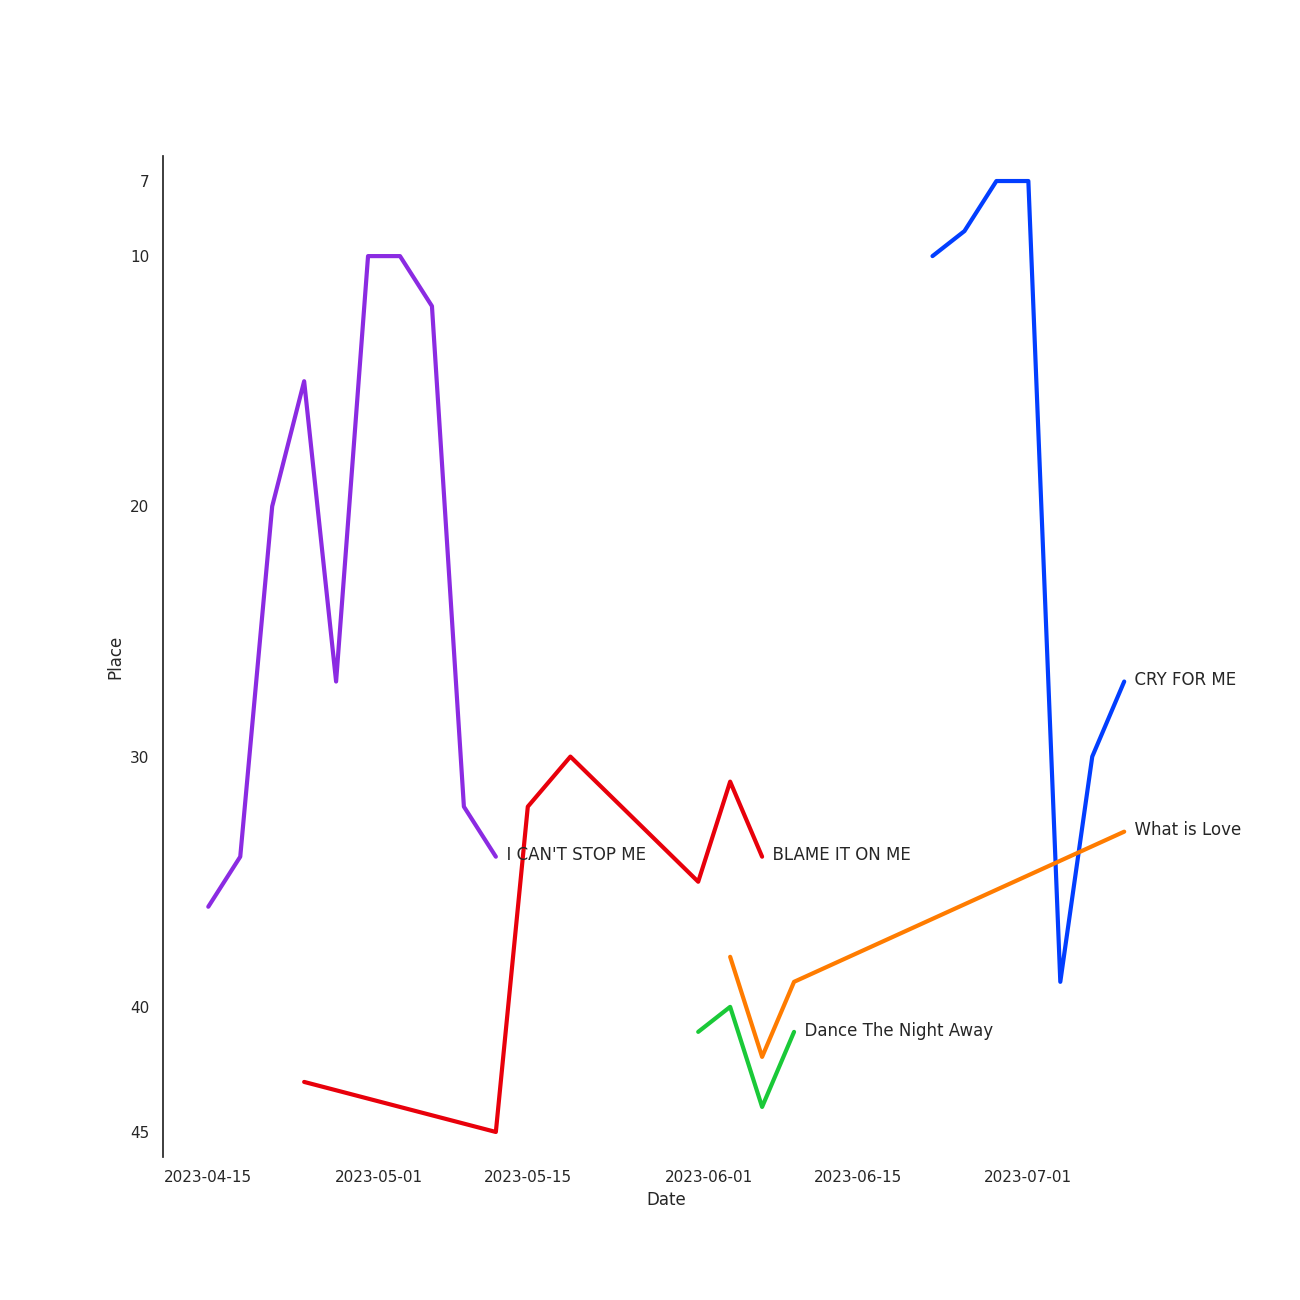 7
10
20
30
40
45
Place
CRY FOR ME
What is Love
I CAN'T STOP ME
BLAME IT ON ME
Dance The Night Away
2023-04-15
2023-05-01
2023-05-15
2023-06-01
2023-06-15
2023-07-01
Date